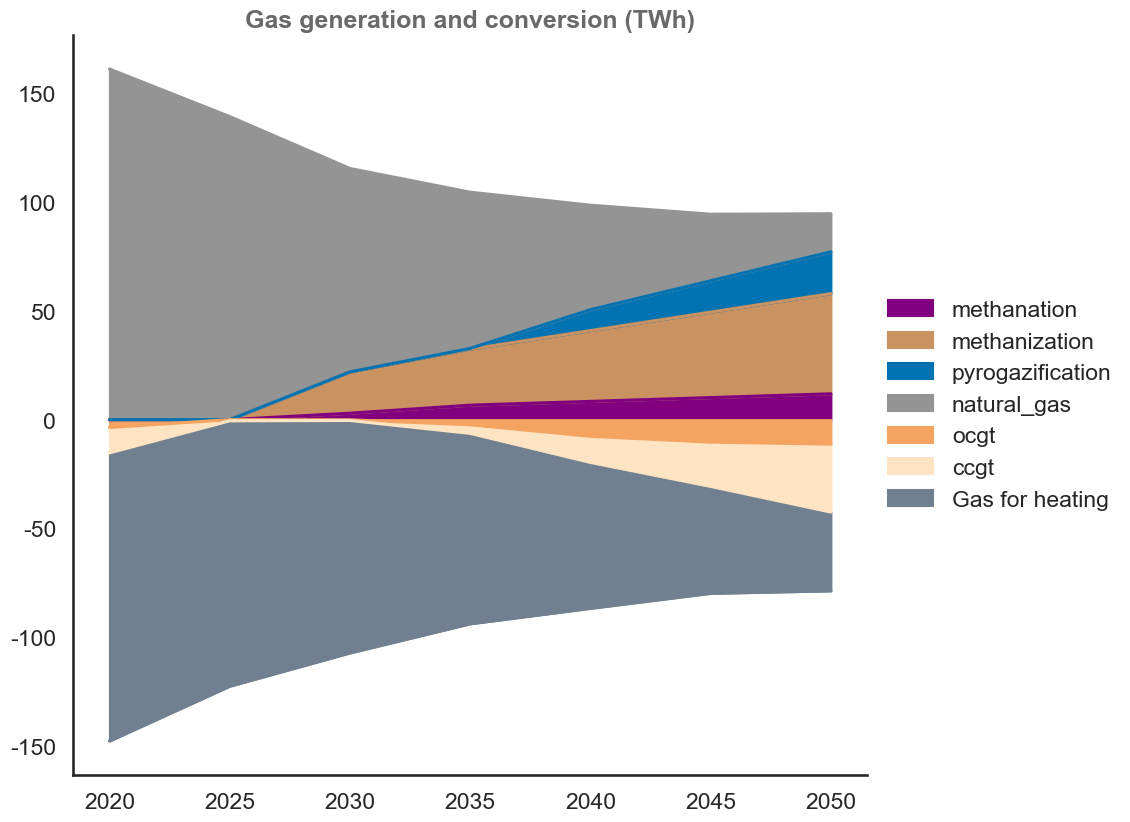 Gas generation and conversion (TWh)
150
100
50
0
-50
-100
-150
2020 2025 2030 2035 2040 2045 2050
methanation
methanization
pyrogazification
natural_gas
ocgt
ccgt
Gas for heating